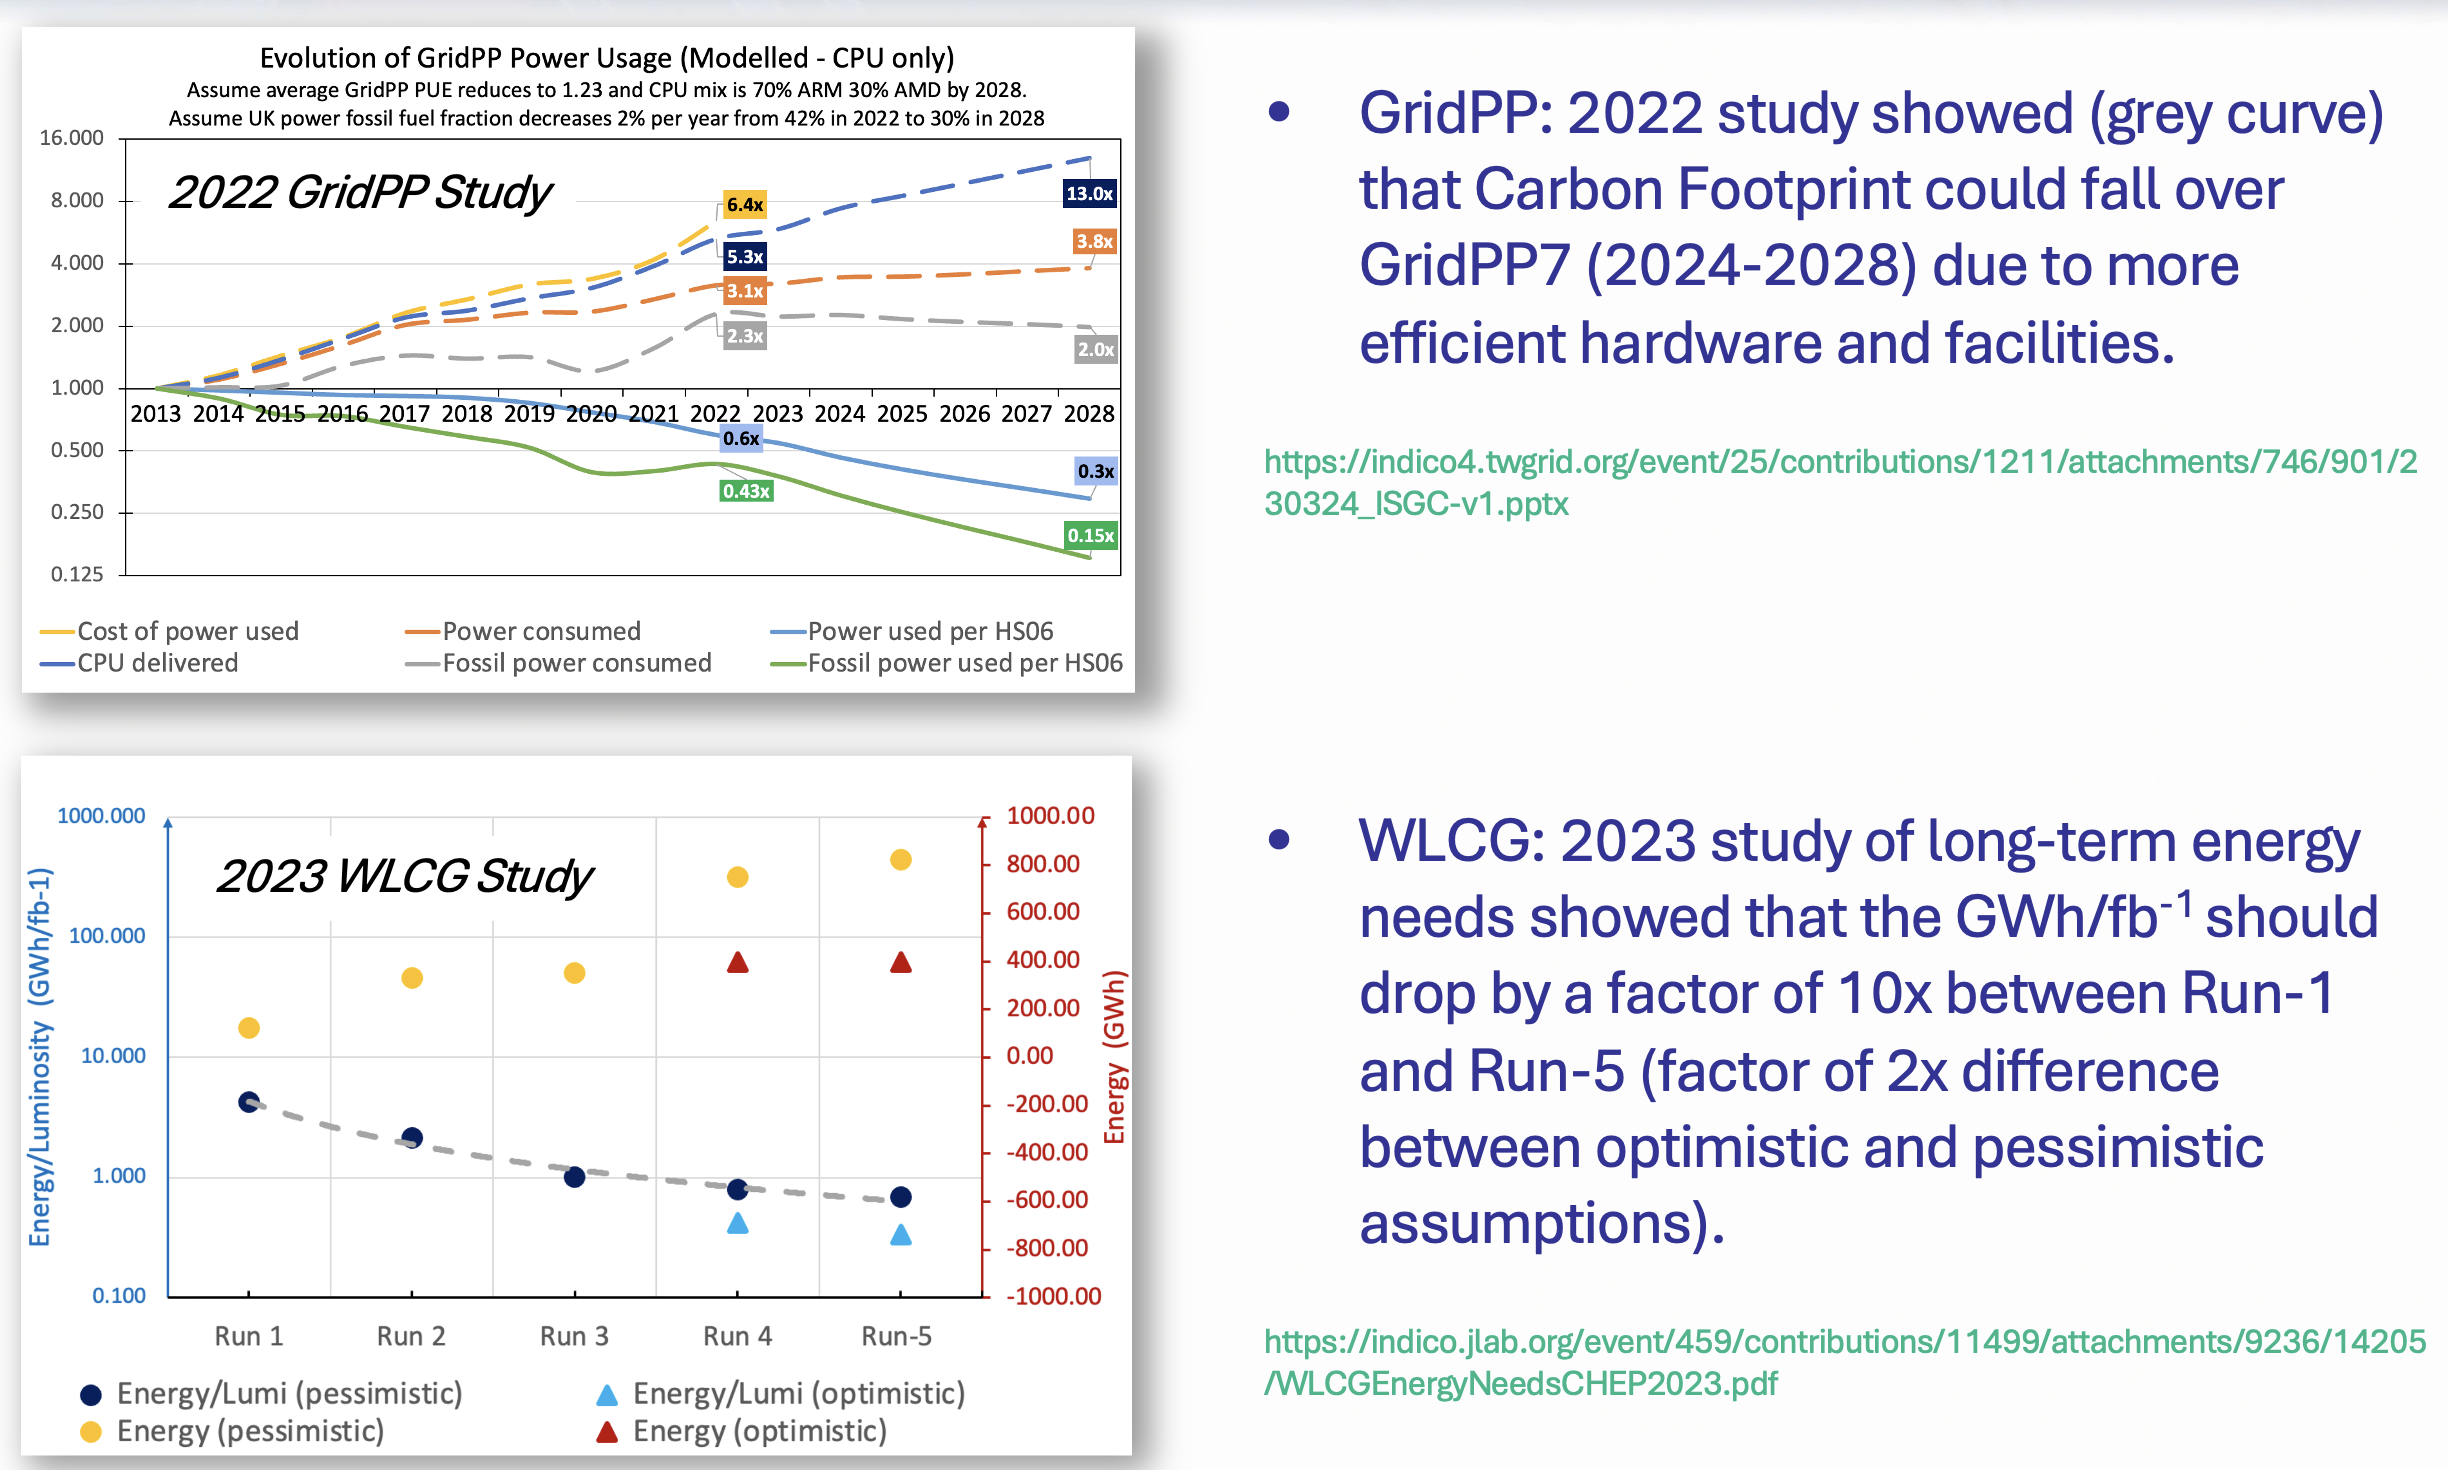 Evolution of GridPP Power Usage (Modelled - CPU only)
Assume average GridPP PUE reduces to 1.23 and CPU mix is 70% ARM 30% AMD by 2028.
Assume UK power fossil fuel fraction decreases 2% per year from 42% in 2022 to 30% in 2028
2022 GridPP Study
16.000
8.000
4.000
2.000
1.000
0.500
0.250
0.125
6.4x
5.3x
3.1x
2.3x
13.0x
3.8x
2.0x
2013 2014 2015 2016 2017 2018 2019 2020 2021 2022 2023 2024 2025 2026 2027 2028
0.6x
0.43x
0.3x
0.15x
Cost of power used
Power consumed
Power used per HS06
CPU delivered
Fossil power consumed
Fossil power used per HS06
• GridPP: 2022 study showed (grey curve)
that Carbon Footprint could fall over
GridPP7 (2024-2028) due to more
efficient hardware and facilities.
https://indico4.twgrid.org/event/25/contributions/1211/attachments/746/901/2
30324_ISGC-v1.pptx
2023 WLCG Study
Energy/Luminosity (GWh/fb-1)
1000.000
100.000
10.000
1.000
0.100
1000.00
800.00
600.00
400.00
200.00
0.00
-200.00
-400.00
-600.00
-800.00
-1000.00
Energy (GWh)
Run 1 Run 2 Run 3 Run 4 Run-5
Energy/Lumi (pessimistic)
Energy/Lumi (optimistic)
Energy (pessimistic)
Energy (optimistic)
• WLCG: 2023 study of long-term energy
needs showed that the GWh/fb⁻¹ should
drop by a factor of 10x between Run-1
and Run-5 (factor of 2x difference
between optimistic and pessimistic
assumptions).
https://indico.jlab.org/event/459/contributions/11499/attachments/9236/14205
/WLCGEnergyNeedsCHEP2023.pdf